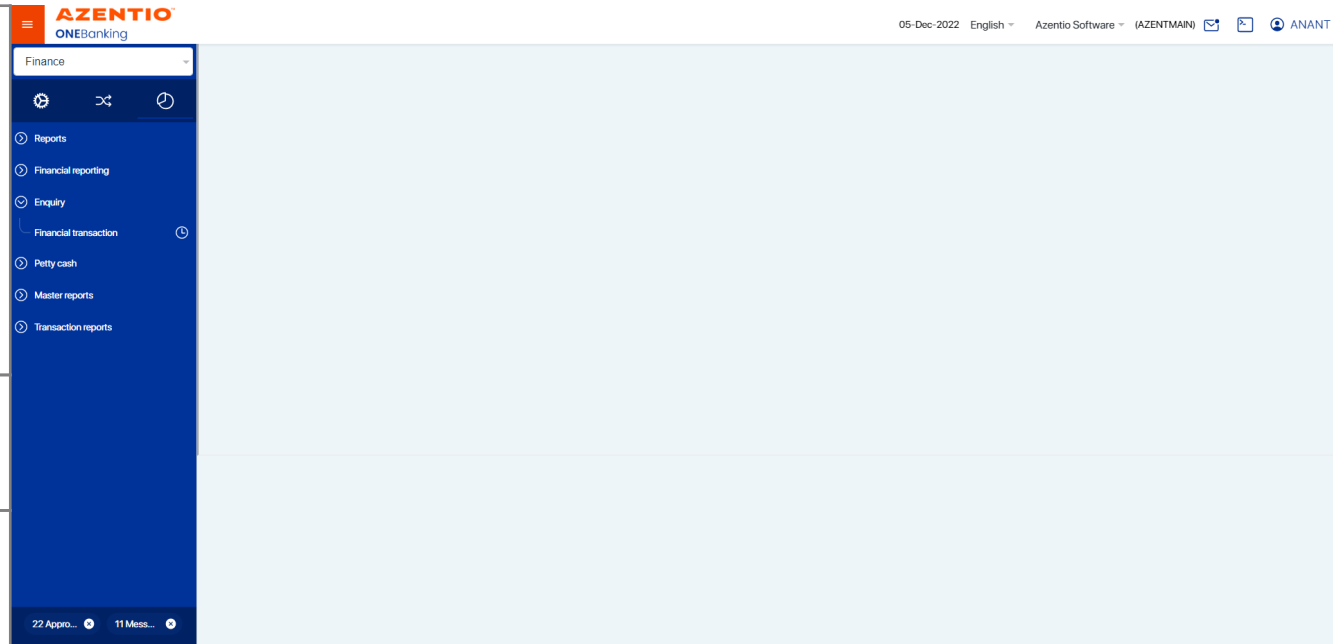 AZENTIO™
ONEBanking
05-Dec-2022 English Azentio Software (AZENTMAIN) ANANT
Finance
Reports
Financial reporting
Enquiry
Financial transaction
Petty cash
Master reports
Transaction reports
22 Appro... 11 Mess...